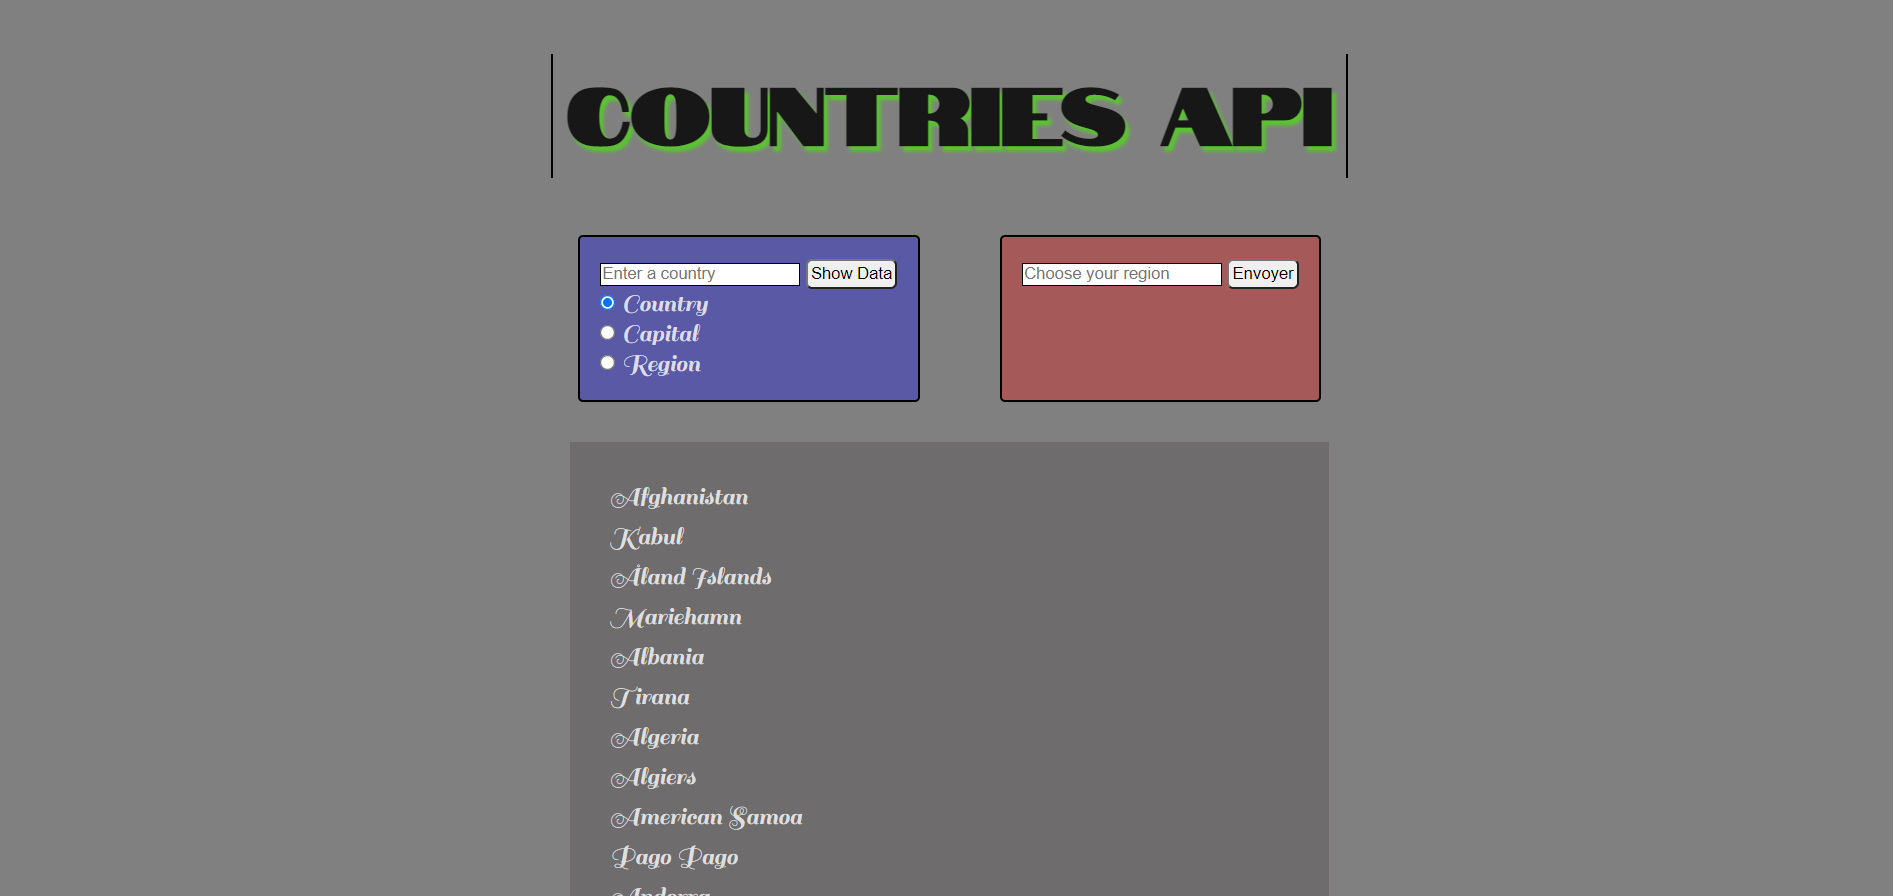 COUNTRIES API
Enter a country Show Data
Country
Capital
Region
Choose your region Envoyer
Afghanistan
Kabul
Åland Islands
Mariehamn
Albania
Tirana
Algeria
Algiers
American Samoa
Pago Pago
Andorra